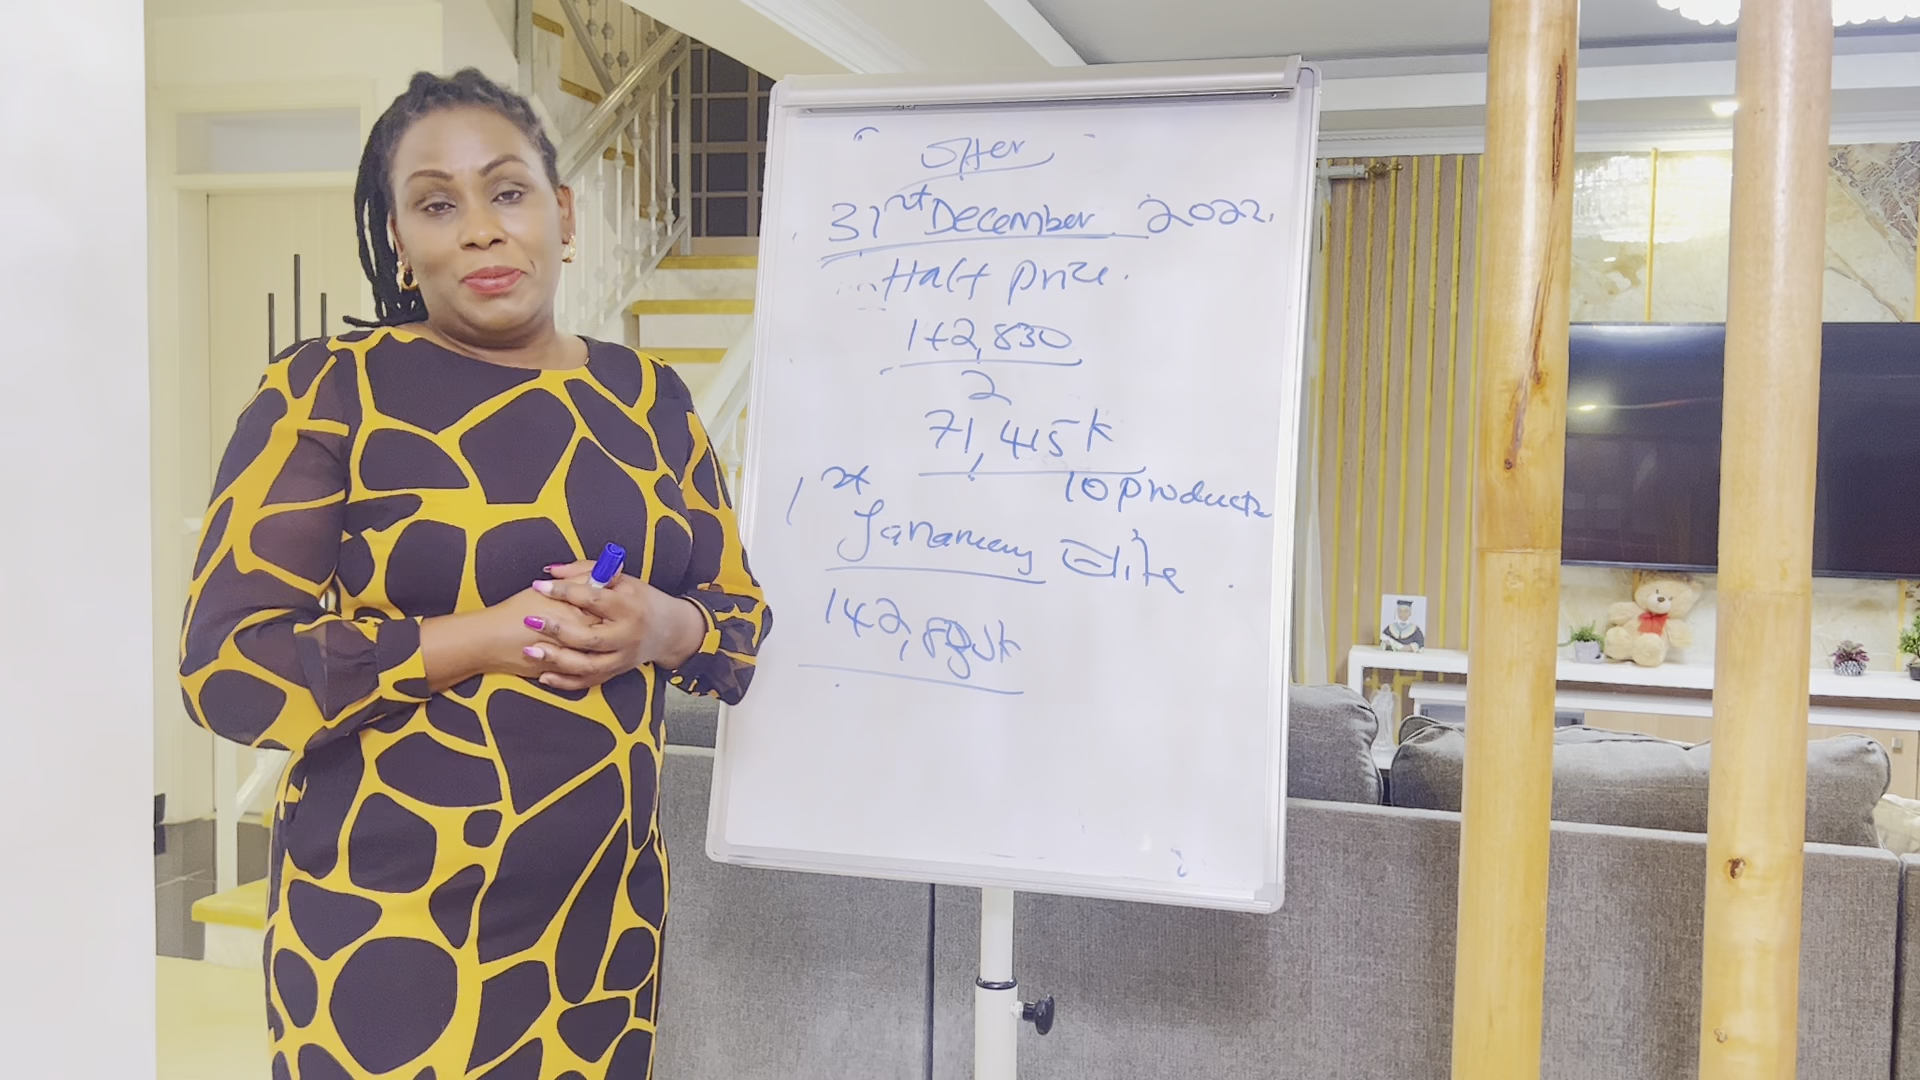 Offer
31st December 2022.
Half price.
142,830
2
71,415k
10 products
1st
January Elite
142,830k